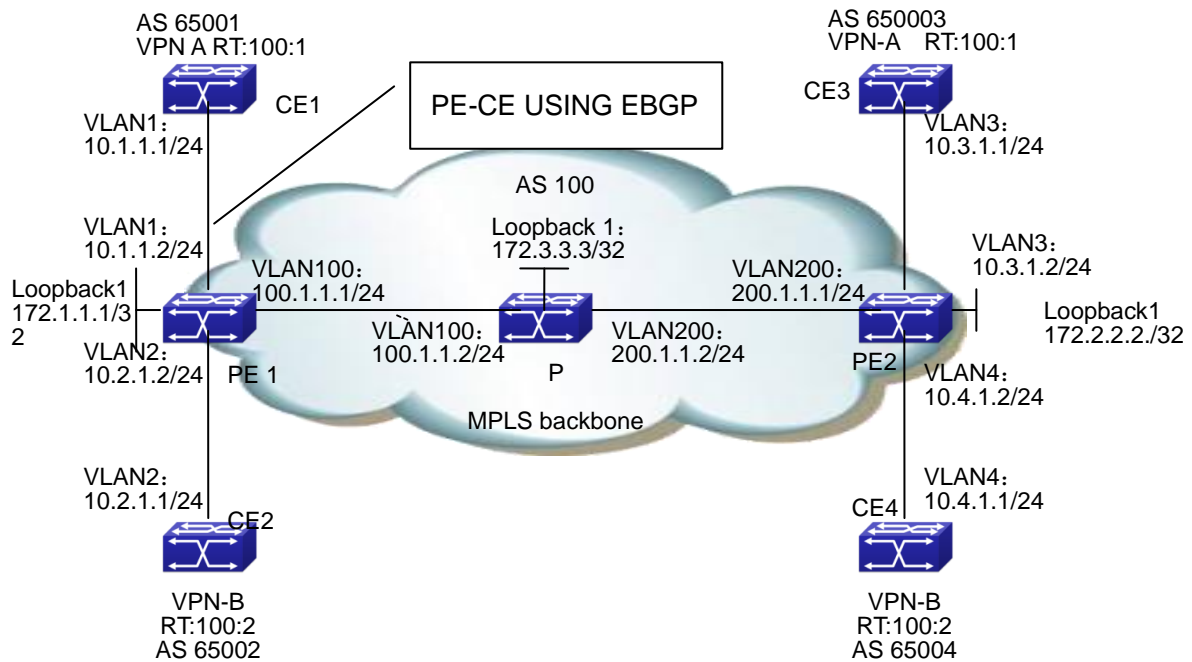 AS 65001
VPN A RT:100:1
CE1
VLAN1：
10.1.1.1/24
PE-CE USING EBGP
AS 650003
VPN-A RT:100:1
CE3
VLAN3：
10.3.1.1/24
AS 100
Loopback 1：
172.3.3.3/32
VLAN1：
10.1.1.2/24
Loopback1
172.1.1.1/3
2
VLAN100：
100.1.1.1/24
VLAN100：
100.1.1.2/24
P
VLAN200：
200.1.1.1/24
VLAN200：
200.1.1.2/24
VLAN3：
10.3.1.2/24
Loopback1
172.2.2.2./32
VLAN2：
10.2.1.2/24
PE 1
PE2
VLAN4：
10.4.1.2/24
MPLS backbone
VLAN2：
10.2.1.1/24
CE2
VPN-B
RT:100:2
AS 65002
VLAN4：
10.4.1.1/24
CE4
VPN-B
RT:100:2
AS 65004